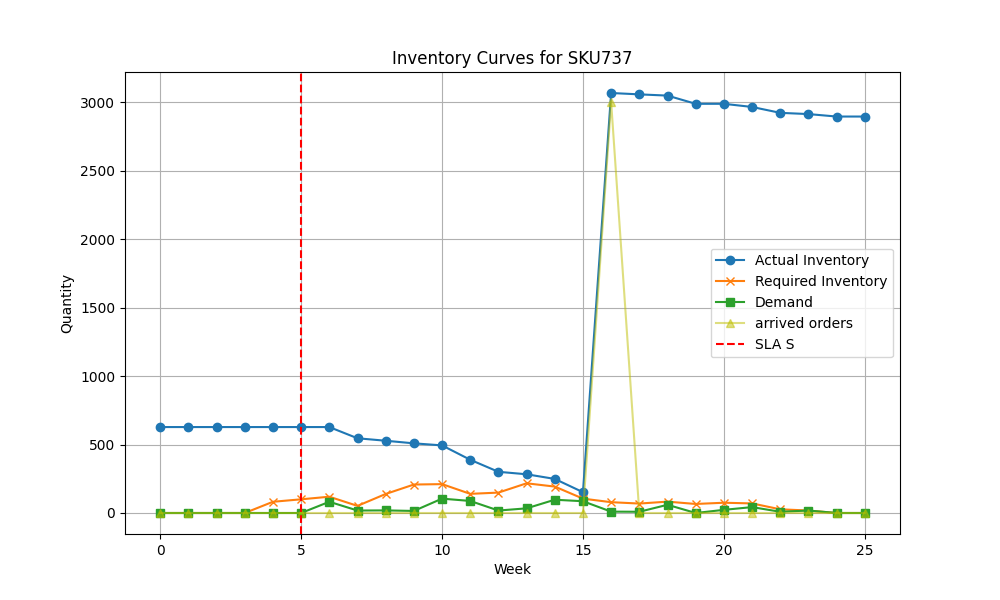 Inventory Curves for SKU737
Quantity
3000
2500
2000
1500
1000
500
0
Actual Inventory
Required Inventory
Demand
arrived orders
SLA S
0 5 10 15 20 25
Week